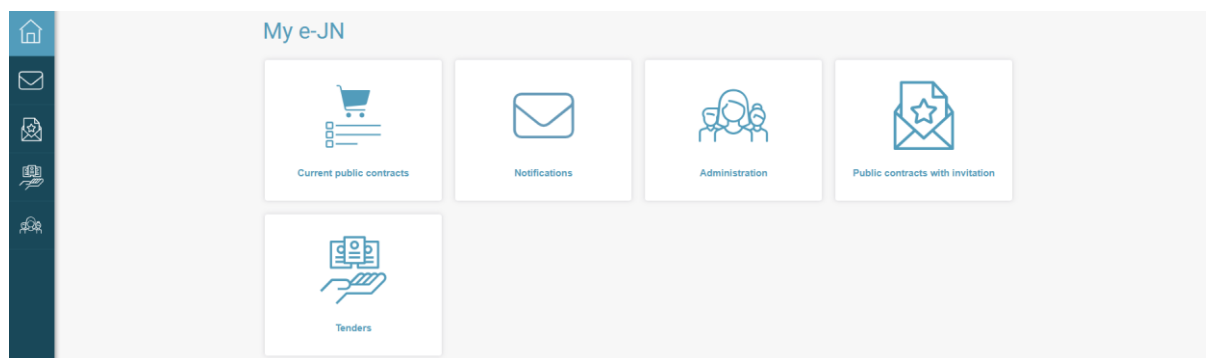 My e-JN
Current public contracts
Notifications
Administration
Public contracts with invitation
Tenders